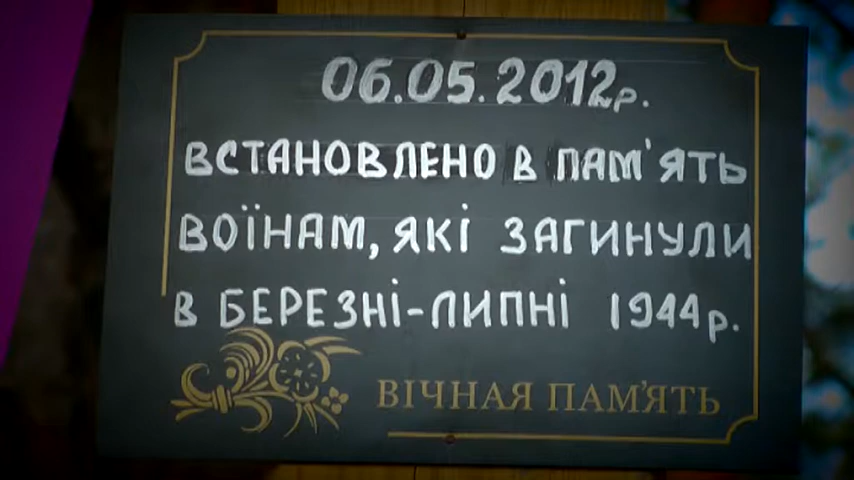 06.05.2012р.
ВСТАНОВЛЕНО В ПАМ'ЯТЬ
ВОЇНАМ, ЯКІ ЗАГИНУЛИ
В БЕРЕЗНІ-ЛИПНІ 1944р.
ВІЧНАЯ ПАМ'ЯТЬ